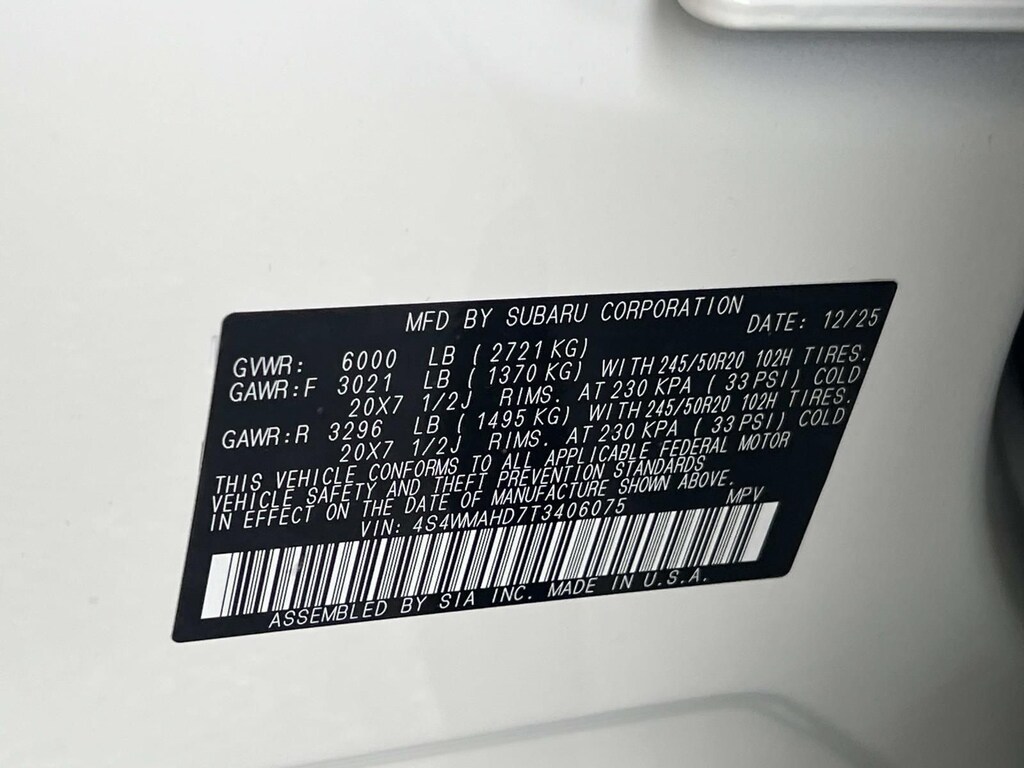 MFD BY SUBARU CORPORATION DATE: 12/25
GVWR: 6000 LB ( 2721 KG)
GAWR:F 3021 LB ( 1370 KG) WITH 245/50R20 102H TIRES.
20X7 1/2J RIMS. AT 230 KPA ( 33 PSI) COLD
GAWR:R 3296 LB ( 1495 KG) WITH 245/50R20 102H TIRES.
20X7 1/2J RIMS. AT 230 KPA ( 33 PSI) COLD
THIS VEHICLE CONFORMS TO ALL APPLICABLE FEDERAL MOTOR
VEHICLE SAFETY AND THEFT PREVENTION STANDARDS
IN EFFECT ON THE DATE OF MANUFACTURE SHOWN ABOVE.
VIN: 4S4WMAHD7T3406075 MPV
ASSEMBLED BY SIA INC. MADE IN U.S.A.